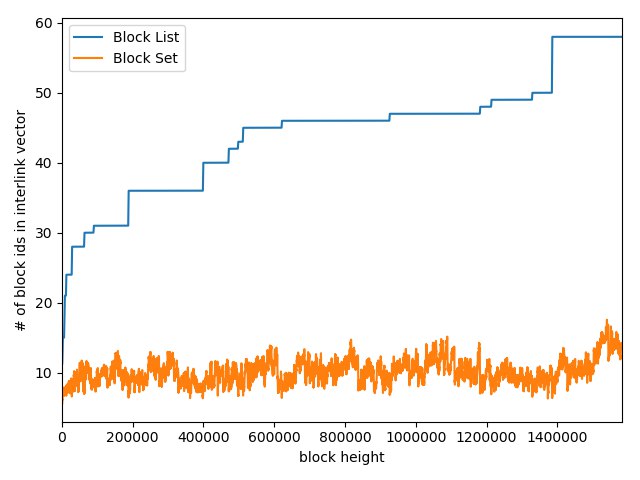 60
50
40
30
20
10
# of block ids in interlink vector
Block List
Block Set
0 200000 400000 600000 800000 1000000 1200000 1400000
block height